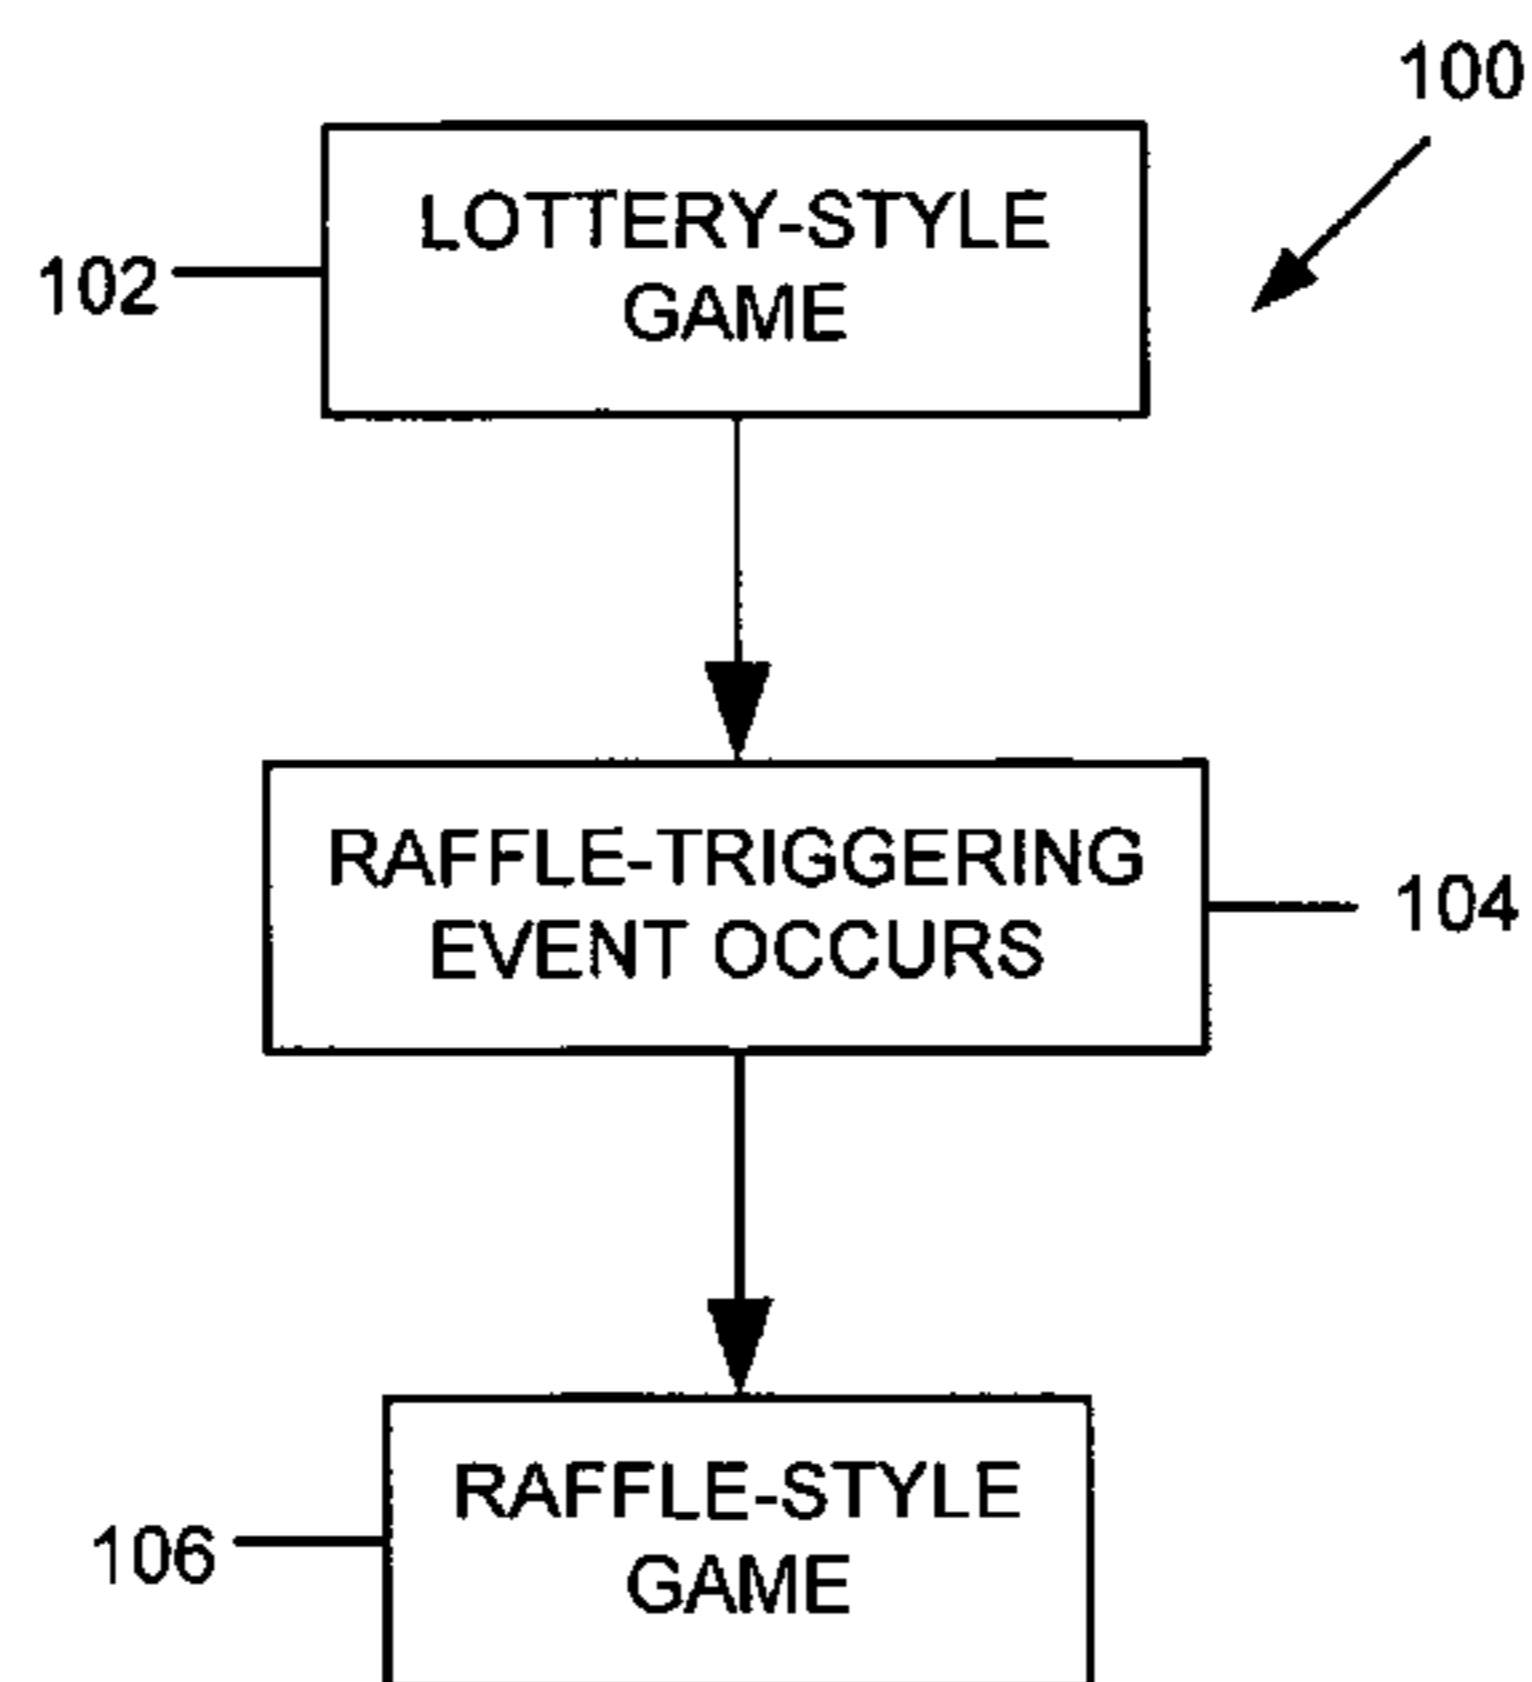 100
LOTTERY-STYLE
GAME
102
RAFFLE-TRIGGERING
EVENT OCCURS
104
RAFFLE-STYLE
GAME
106